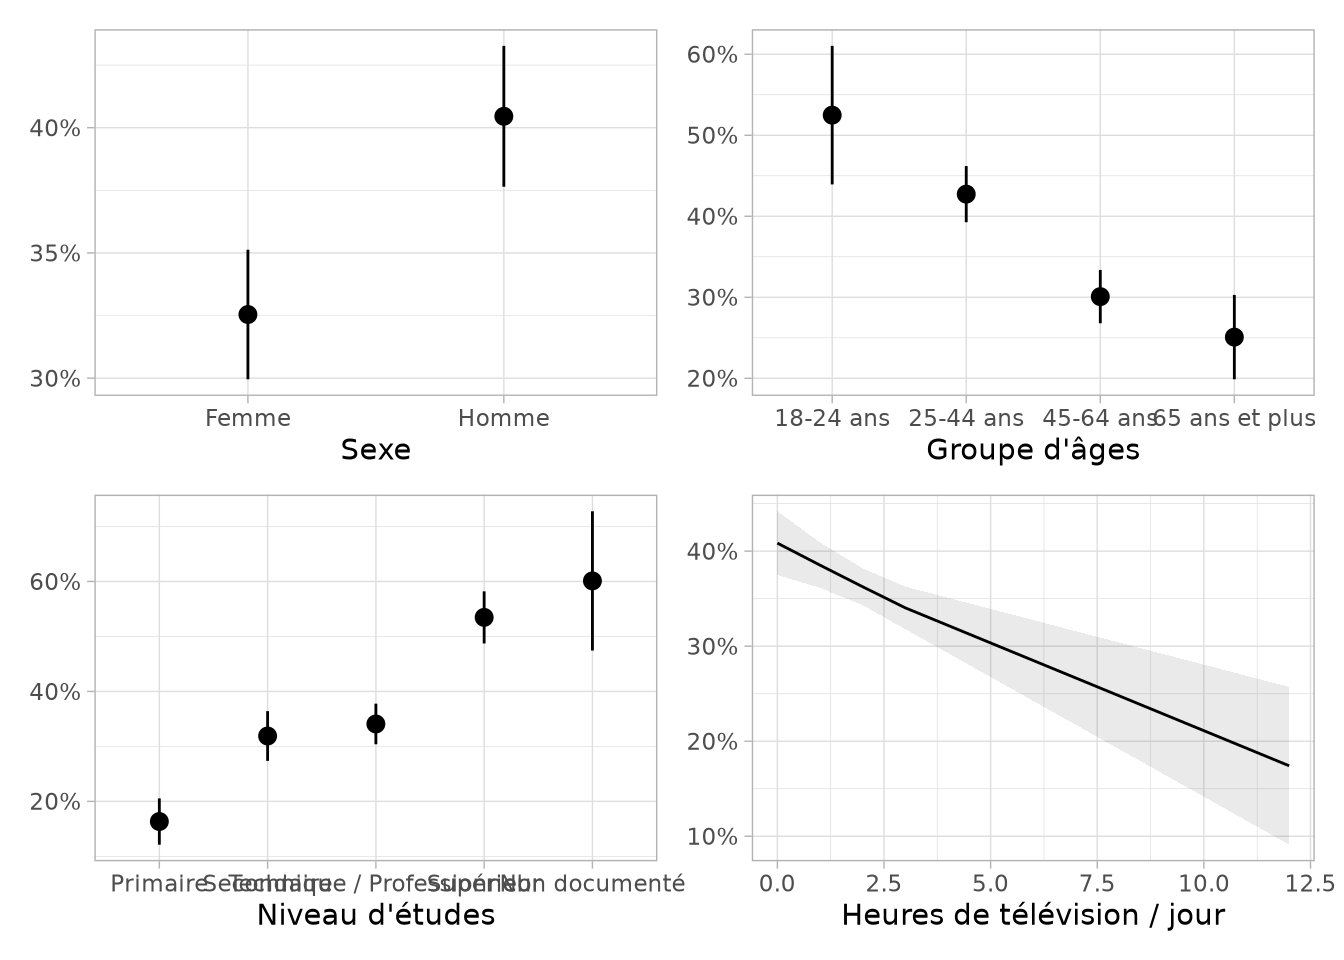 40%
35%
30%
Femme Homme
Sexe
60%
50%
40%
30%
20%
18-24 ans 25-44 ans 45-64 ans 65 ans et plus
Groupe d'âges
60%
40%
20%
Primaire Secondaire Technique / Professionnel Supérieur Non documenté
Niveau d'études
40%
30%
20%
10%
0.0 2.5 5.0 7.5 10.0 12.5
Heures de télévision / jour